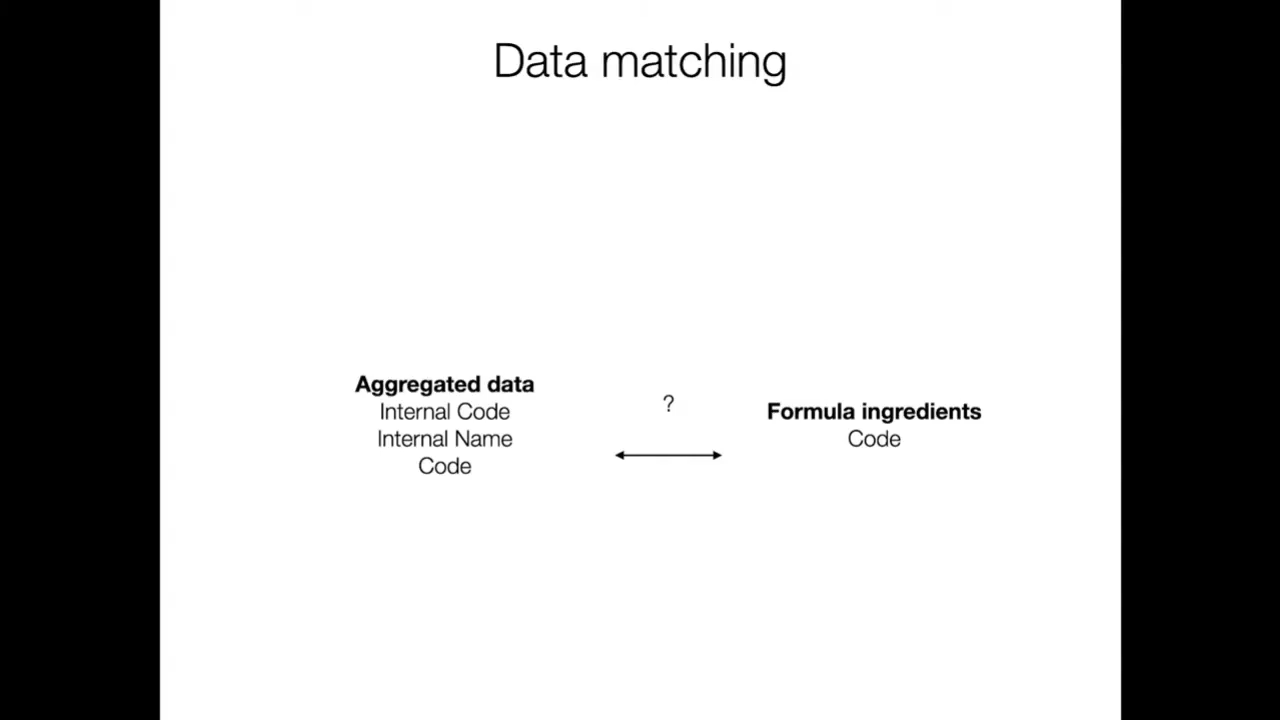 Data matching
Aggregated data
Internal Code
Internal Name
Code
?
Formula ingredients
Code